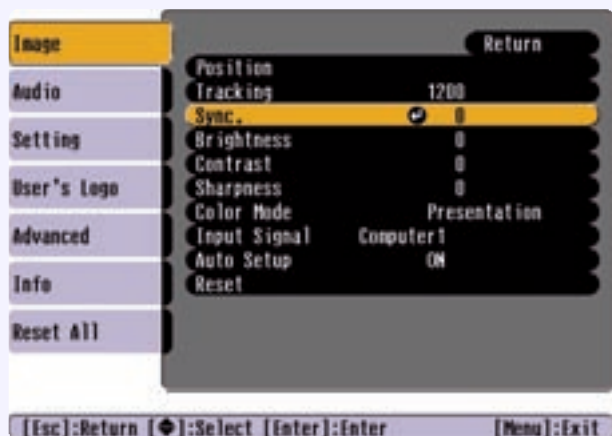 Image
Audio
Setting
User's Logo
Advanced
Info
Reset All
Return
Position
Tracking 1200
Sync. 0
Brightness 0
Contrast 0
Sharpness 0
Color Mode Presentation
Input Signal Computer1
Auto Setup ON
Reset
[Esc]:Return [◆]:Select [Enter]:Enter [Menu]:Exit